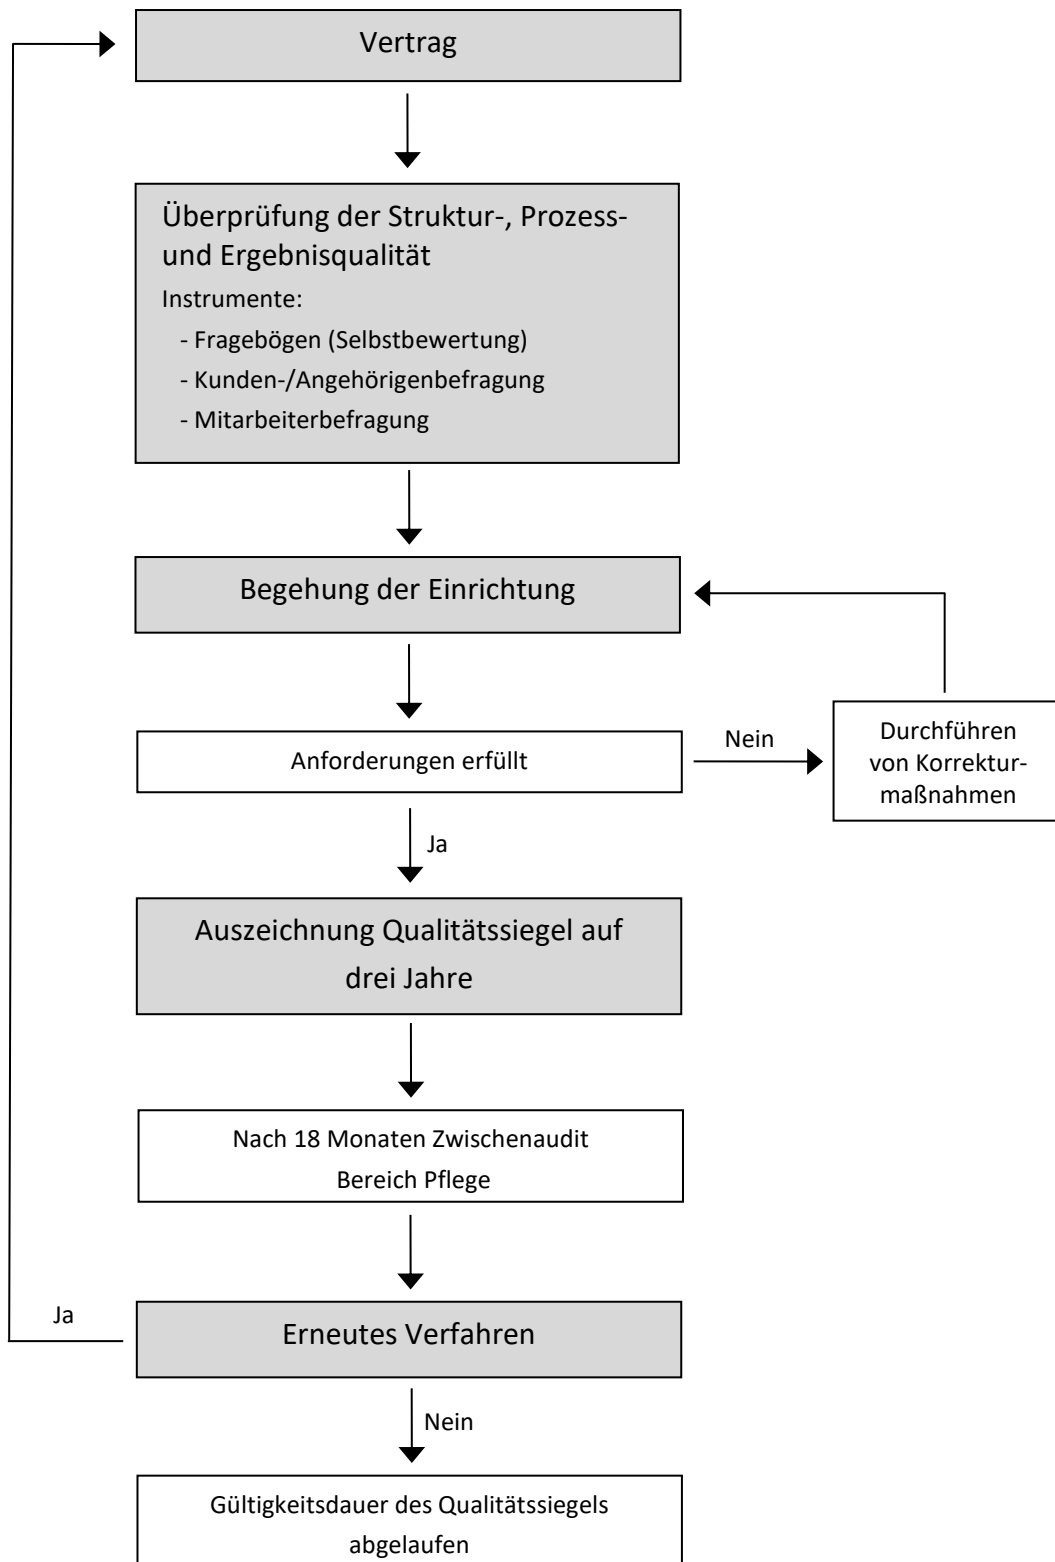 Vertrag
Überprüfung der Struktur-, Prozess-
und Ergebnisqualität
Instrumente:
- Fragebögen (Selbstbewertung)
- Kunden-/Angehörigenbefragung
- Mitarbeiterbefragung
Begehung der Einrichtung
Anforderungen erfüllt
Nein
Durchführen
von Korrektur-
maßnahmen
Ja
Auszeichnung Qualitätssiegel auf
drei Jahre
Nach 18 Monaten Zwischenaudit
Bereich Pflege
Ja
Erneutes Verfahren
Nein
Gültigkeitsdauer des Qualitätssiegels
abgelaufen